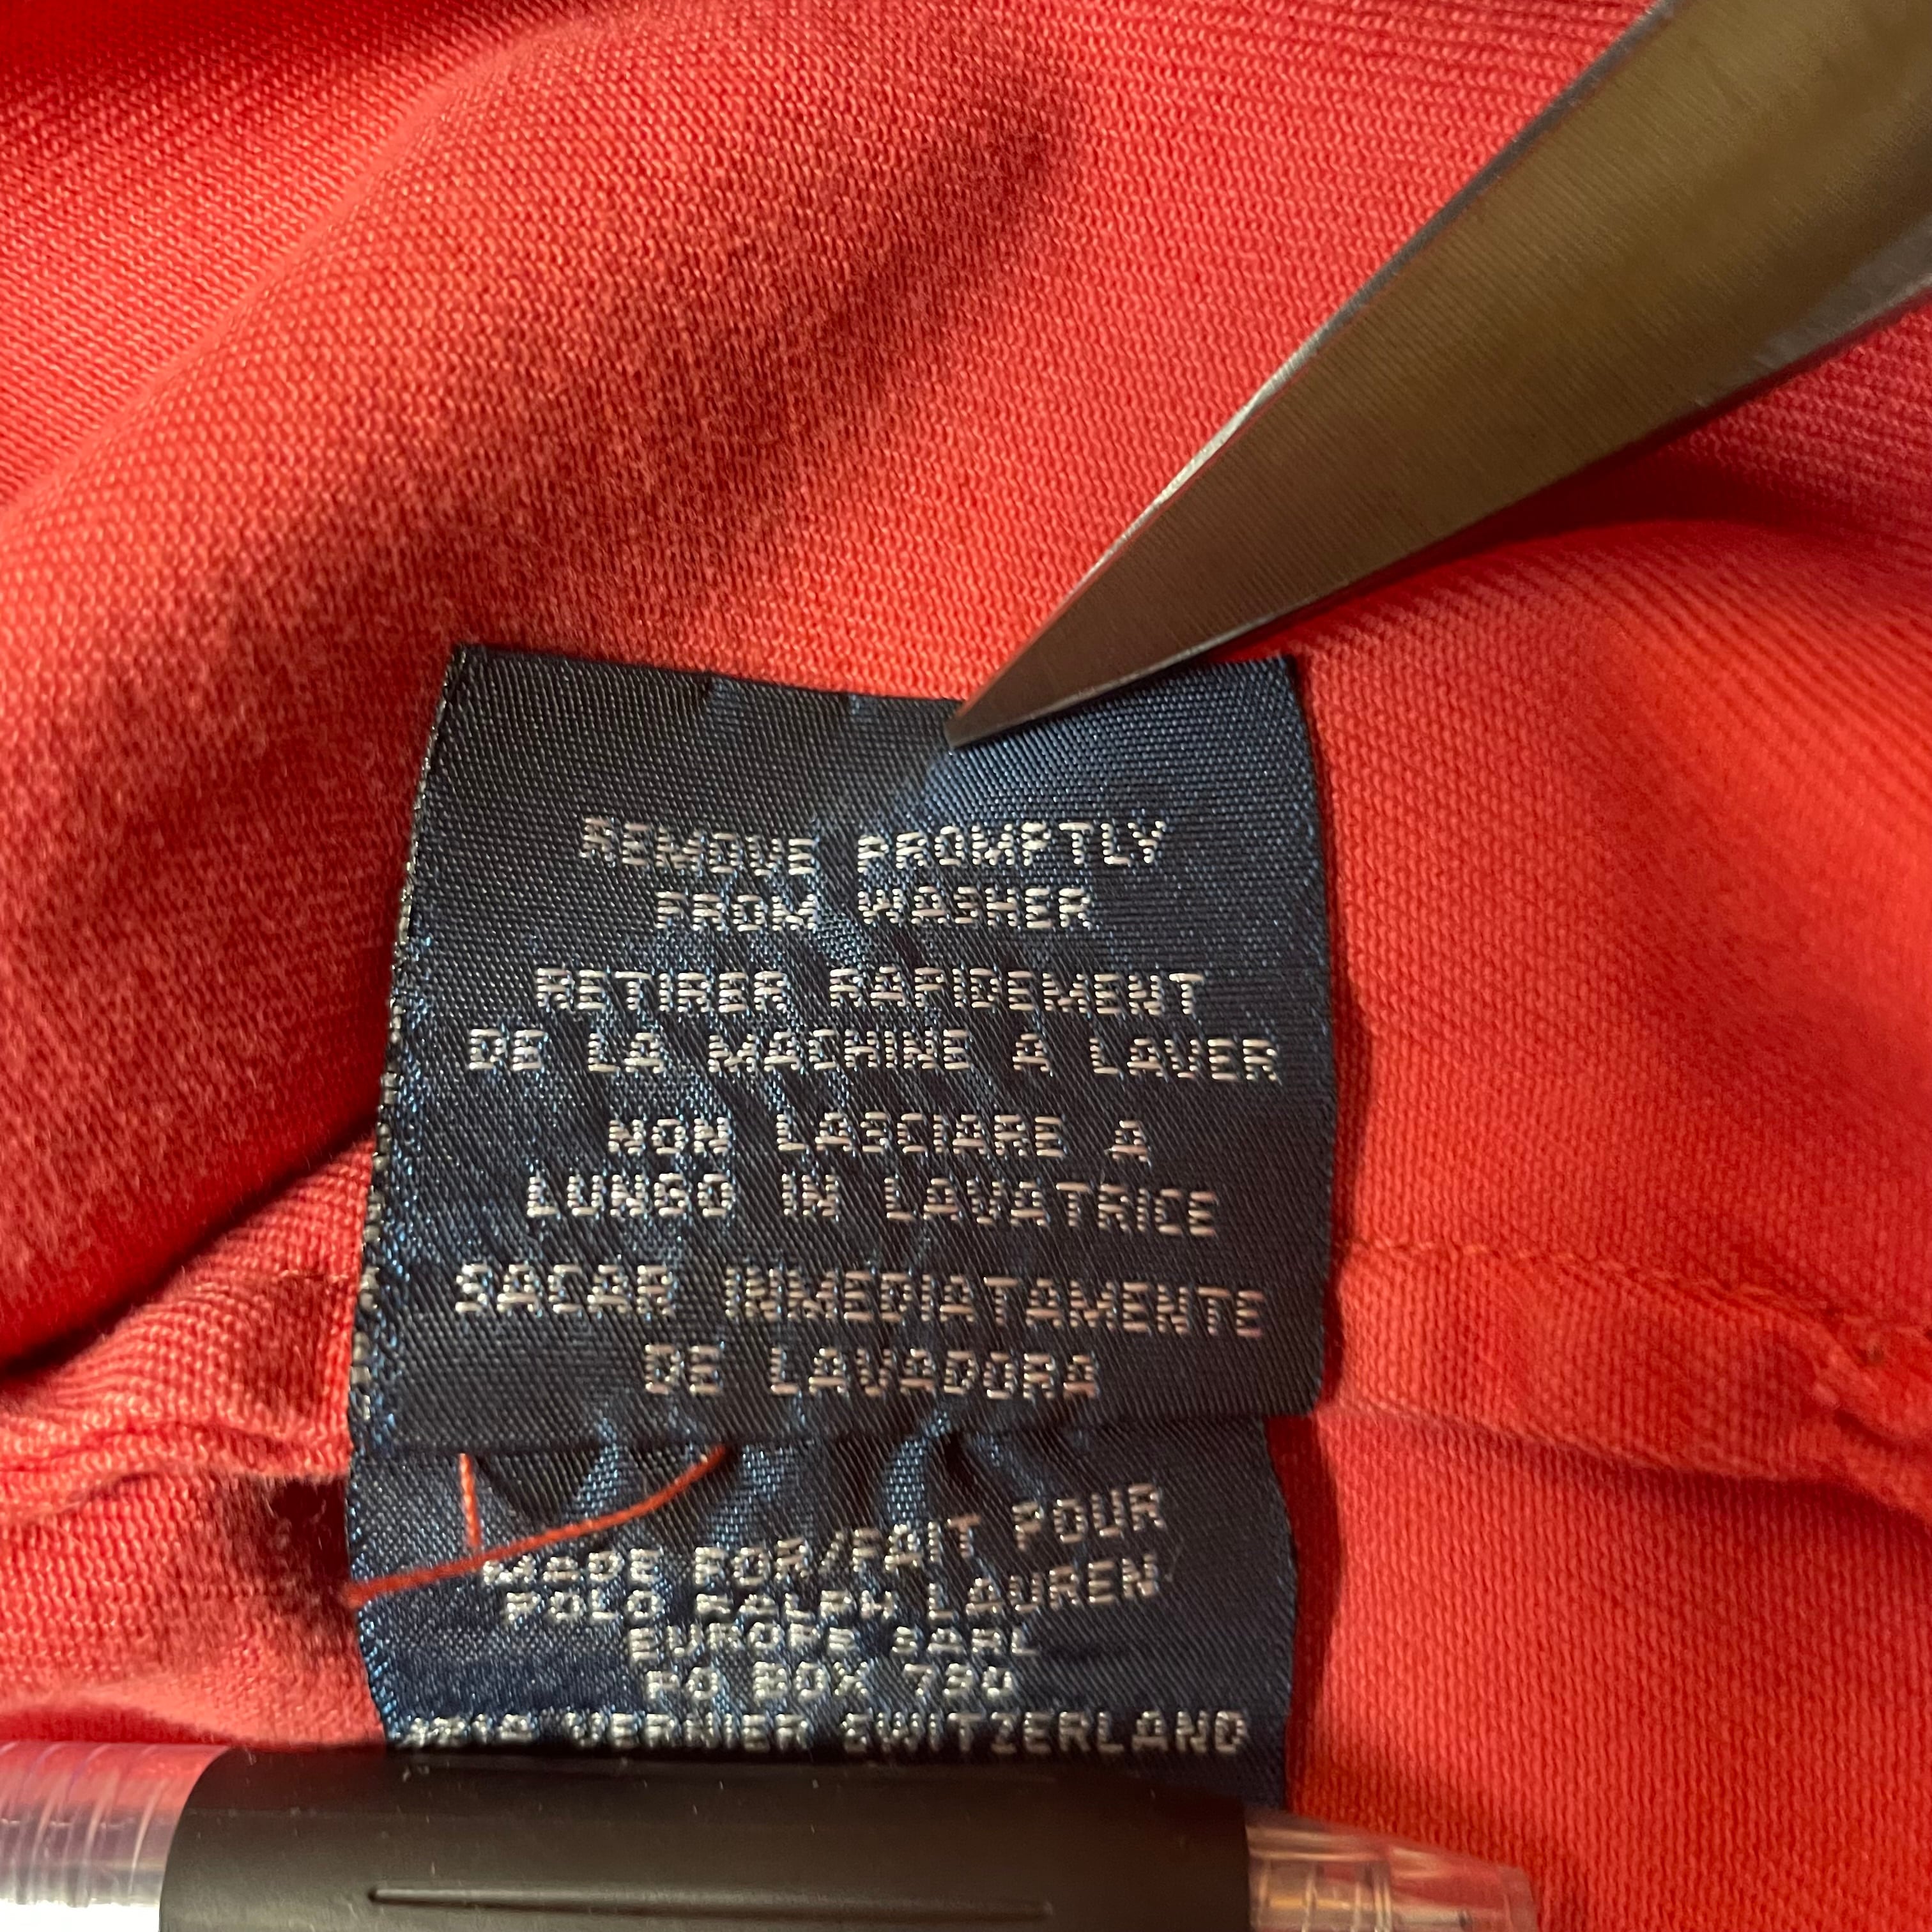 REMOVE PROMPTLY
FROM WASHER
RETIRER RAPIDEMENT
DE LA MACHINE A LAVER
NON LASCIARE A
LUNGO IN LAVATRICE
SACAR INMEDIATAMENTE
DE LAVADORA
MADE FOR/FAIT POUR
POLO RALPH LAUREN
EUROPE SARL
PO BOX
VERNIER SWITZERLAND